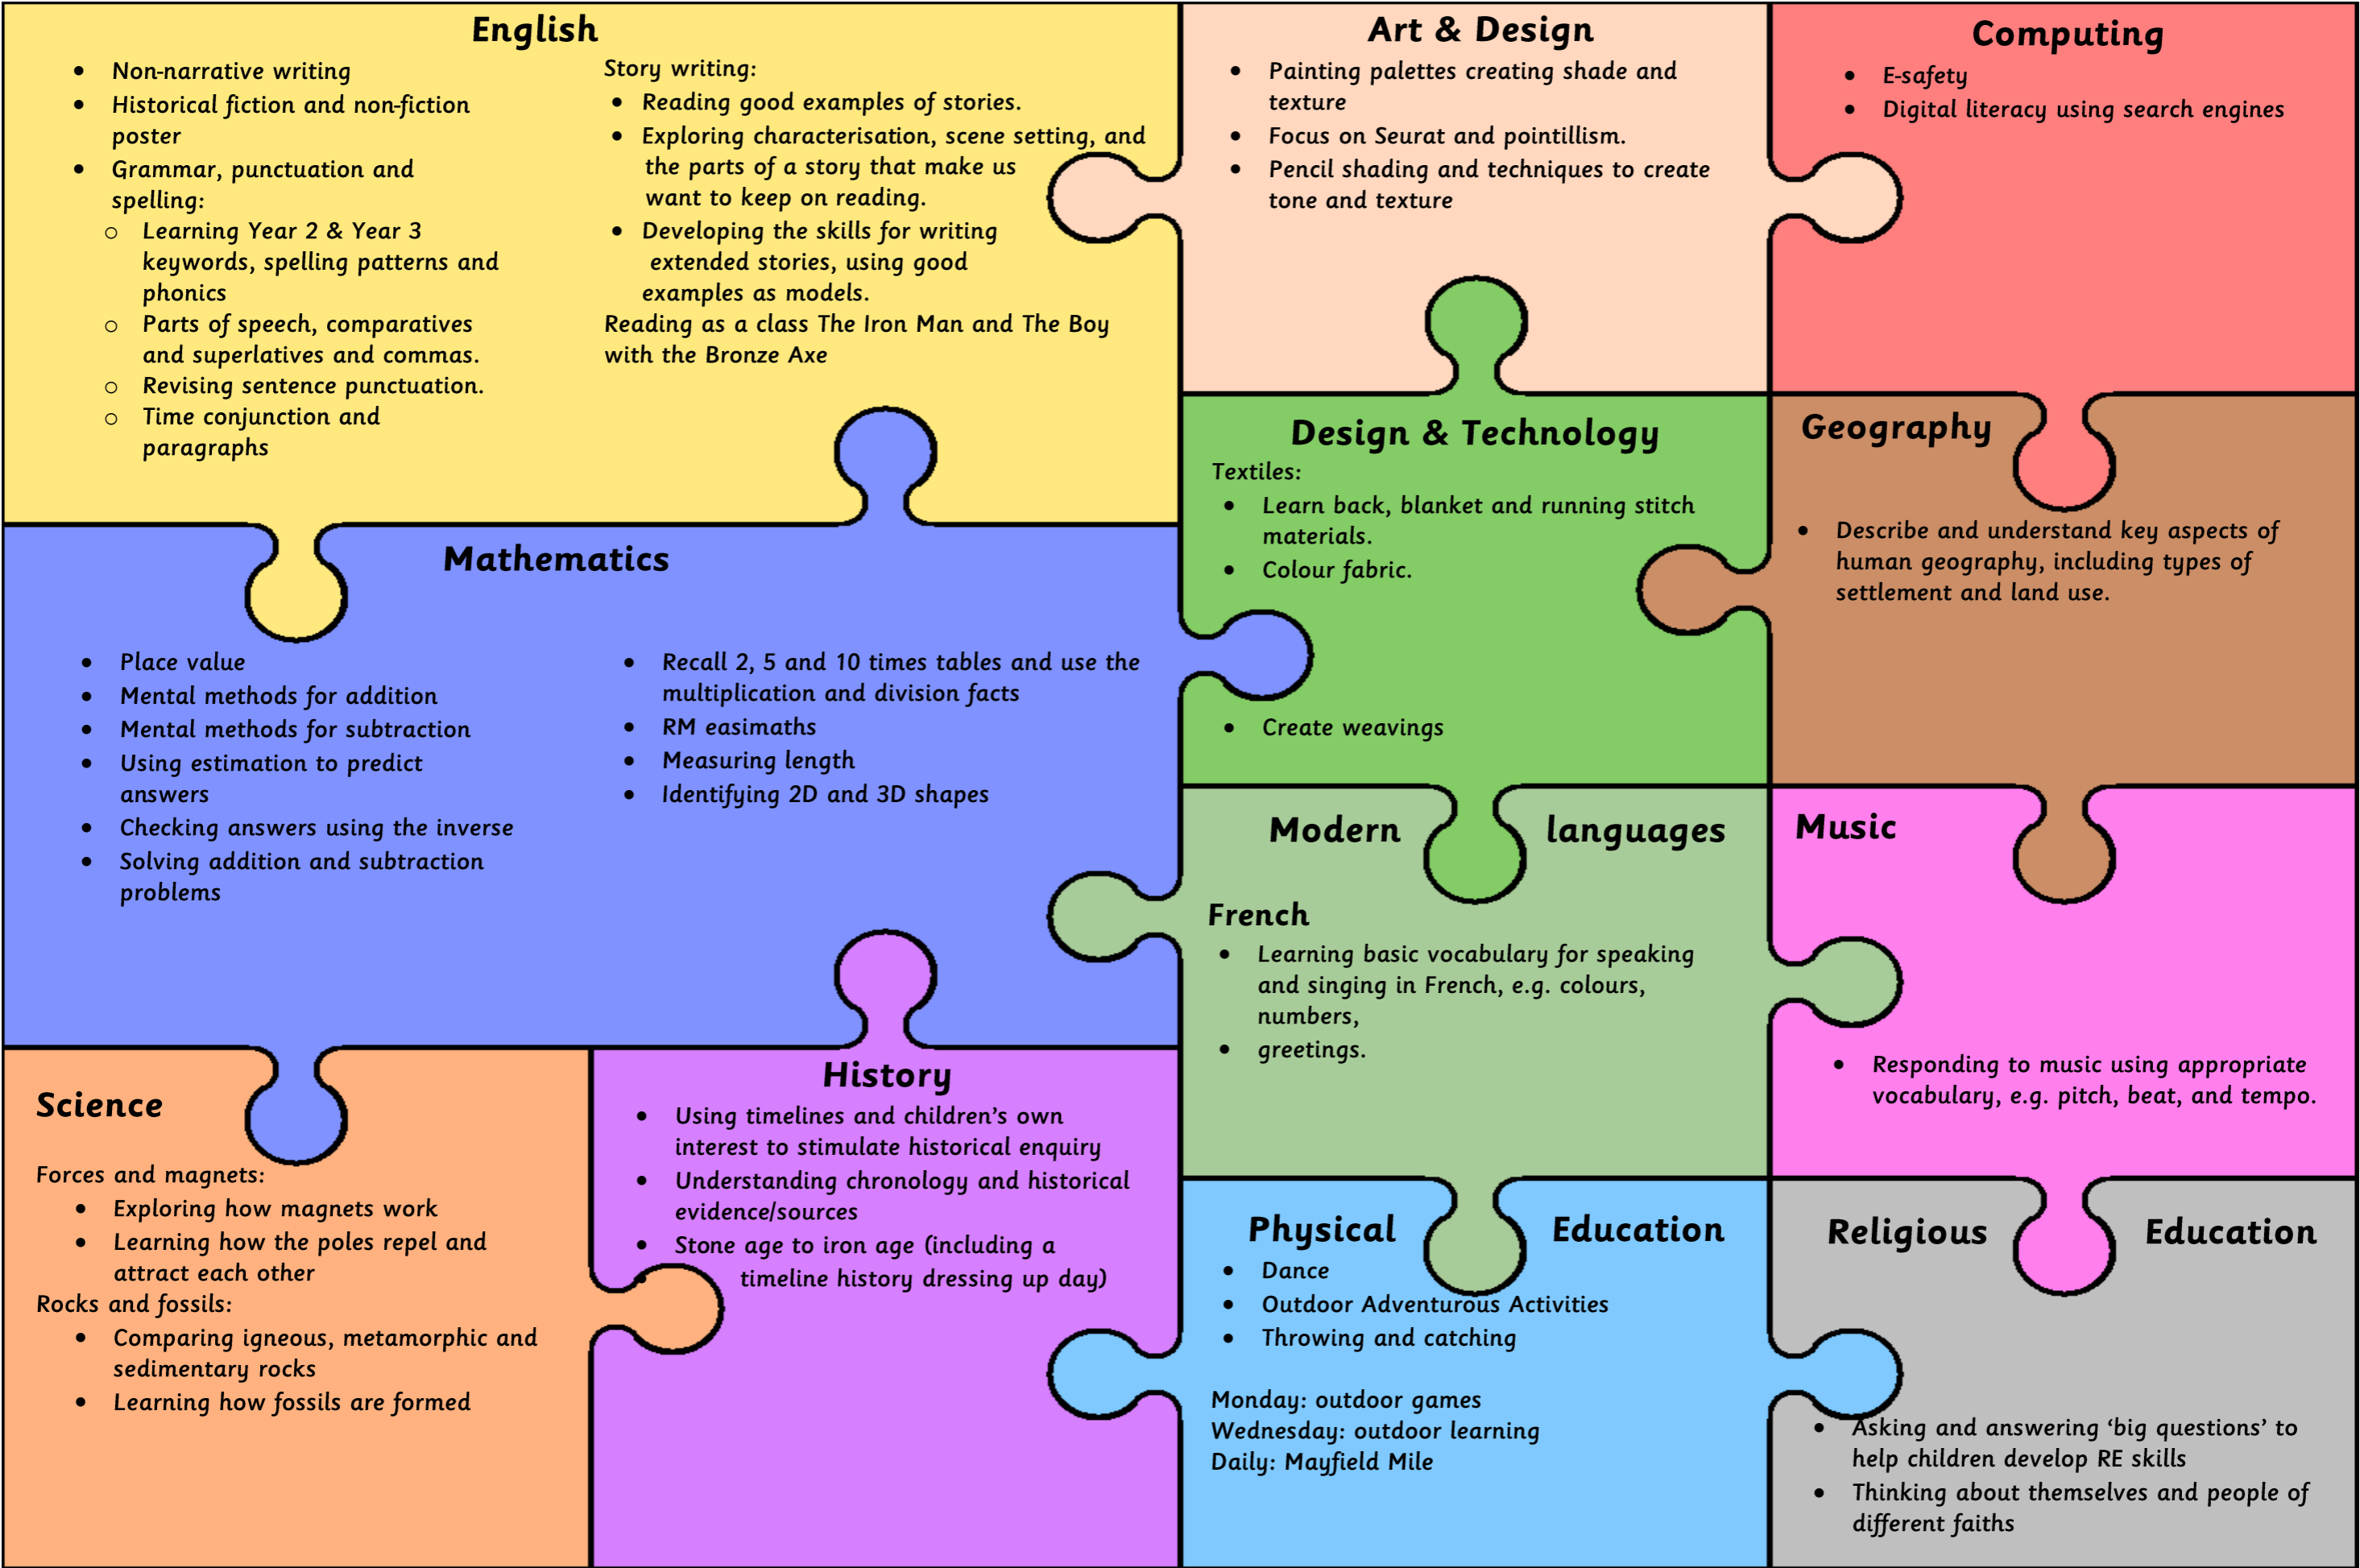 English
• Non-narrative writing
• Historical fiction and non-fiction
poster
• Grammar, punctuation and
spelling:
o Learning Year 2 & Year 3
keywords, spelling patterns and
phonics
o Parts of speech, comparatives
and superlatives and commas.
o Revising sentence punctuation.
o Time conjunction and
paragraphs
Story writing:
• Reading good examples of stories.
• Exploring characterisation, scene setting, and
the parts of a story that make us
want to keep on reading.
• Developing the skills for writing
extended stories, using good
examples as models.
Reading as a class The Iron Man and The Boy
with the Bronze Axe
Art & Design
• Painting palettes creating shade and
texture
• Focus on Seurat and pointillism.
• Pencil shading and techniques to create
tone and texture
Computing
• E-safety
• Digital literacy using search engines
Design & Technology
Textiles:
• Learn back, blanket and running stitch
materials.
• Colour fabric.
• Create weavings
Geography
• Describe and understand key aspects of
human geography, including types of
settlement and land use.
Mathematics
• Place value
• Mental methods for addition
• Mental methods for subtraction
• Using estimation to predict
answers
• Checking answers using the inverse
• Solving addition and subtraction
problems
• Recall 2, 5 and 10 times tables and use the
multiplication and division facts
• RM easimaths
• Measuring length
• Identifying 2D and 3D shapes
Modern languages
French
• Learning basic vocabulary for speaking
and singing in French, e.g. colours,
numbers,
• greetings.
Music
• Responding to music using appropriate
vocabulary, e.g. pitch, beat, and tempo.
Science
Forces and magnets:
• Exploring how magnets work
• Learning how the poles repel and
attract each other
Rocks and fossils:
• Comparing igneous, metamorphic and
sedimentary rocks
• Learning how fossils are formed
History
• Using timelines and children’s own
interest to stimulate historical enquiry
• Understanding chronology and historical
evidence/sources
• Stone age to iron age (including a
• timeline history dressing up day)
Physical Education
• Dance
• Outdoor Adventurous Activities
• Throwing and catching
Monday: outdoor games
Wednesday: outdoor learning
Daily: Mayfield Mile
Religious Education
• Asking and answering ‘big questions’ to
help children develop RE skills
• Thinking about themselves and people of
different faiths